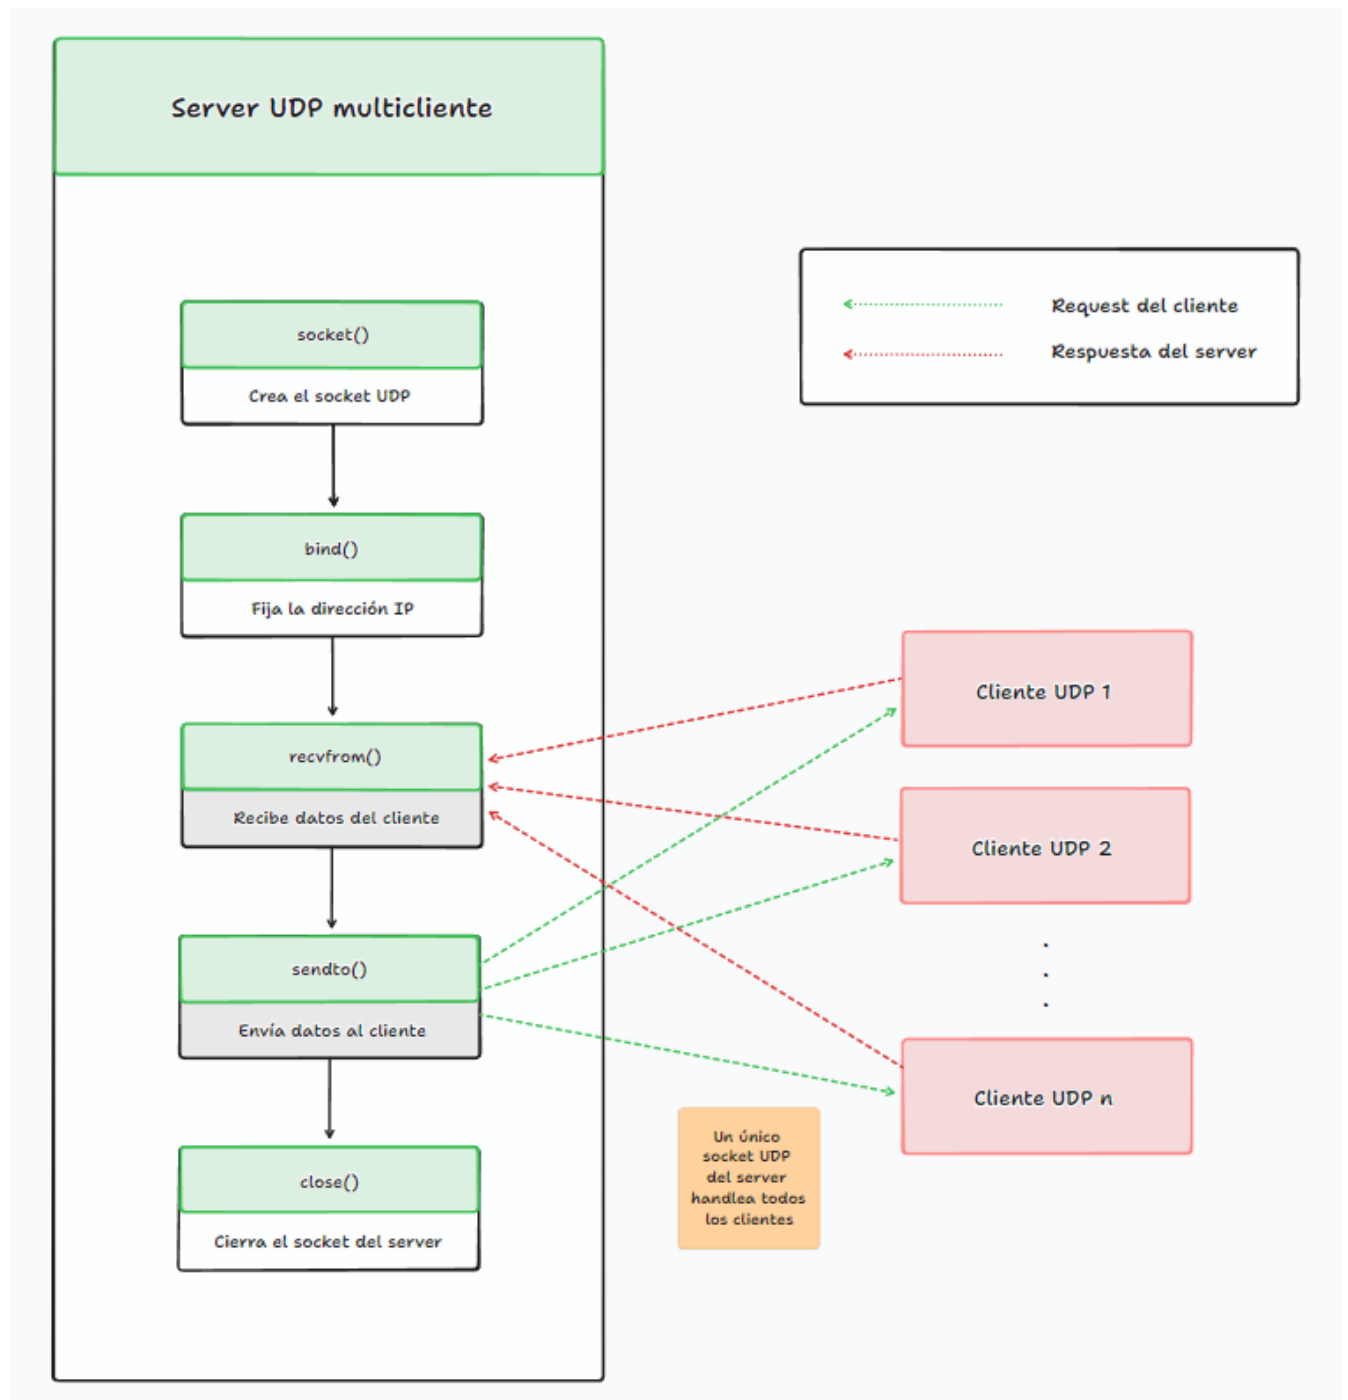 Server UDP multicliente
socket()
Crea el socket UDP
bind()
Fija la dirección IP
recvfrom()
Recibe datos del cliente
sendto()
Envía datos al cliente
close()
Cierra el socket del server
Request del cliente
Respuesta del server
Cliente UDP 1
Cliente UDP 2
.
.
.
Cliente UDP n
Un único
socket UDP
del server
handlea todos
los clientes